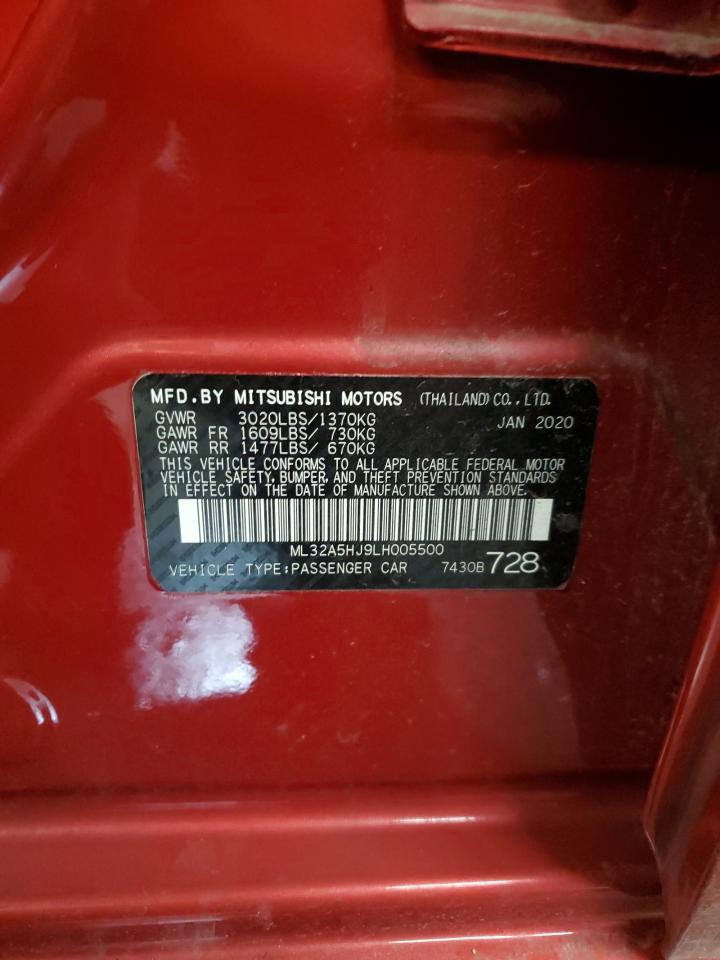 MFD.BY MITSUBISHI MOTORS (THAILAND) CO., LTD.
GVWR 3020LBS/1370KG JAN 2020
GAWR FR 1609LBS/ 730KG
GAWR RR 1477LBS/ 670KG
THIS VEHICLE CONFORMS TO ALL APPLICABLE FEDERAL MOTOR
VEHICLE SAFETY, BUMPER, AND THEFT PREVENTION STANDARDS
IN EFFECT ON THE DATE OF MANUFACTURE SHOWN ABOVE.
ML32A5HJ9LH005500
VEHICLE TYPE:PASSENGER CAR 7430B 728